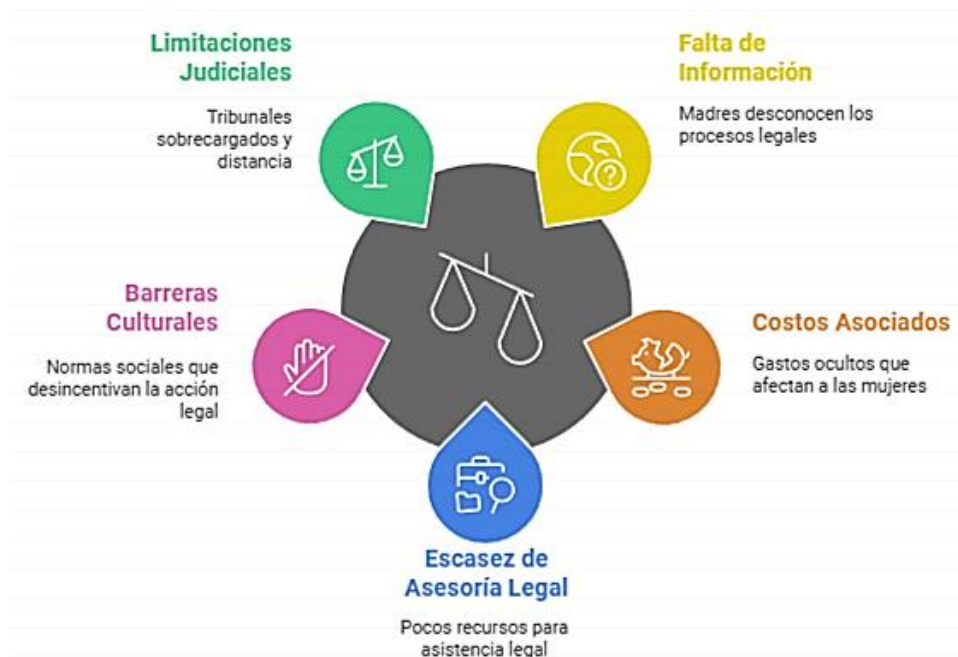 Limitaciones
Judiciales
Tribunales
sobrecargados y
distancia
Falta de
Información
Madres desconocen los
procesos legales
Barreras
Culturales
Normas sociales que
desincentivan la acción
legal
Costos Asociados
Gastos ocultos que
afectan a las mujeres
Escasez de
Asesoría Legal
Pocos recursos para
asistencia legal